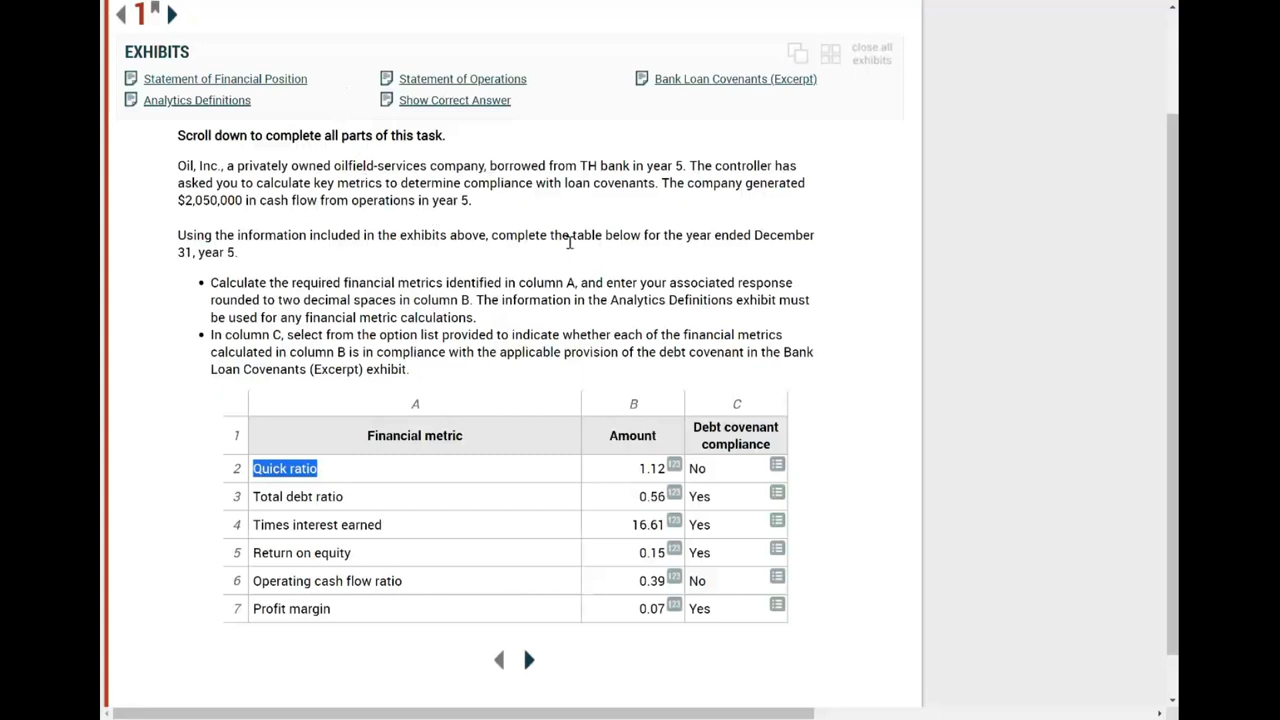 1
EXHIBITS
close all
exhibits
Statement of Financial Position
Statement of Operations
Bank Loan Covenants (Excerpt)
Analytics Definitions
Show Correct Answer
Scroll down to complete all parts of this task.
Oil, Inc., a privately owned oilfield-services company, borrowed from TH bank in year 5. The controller has
asked you to calculate key metrics to determine compliance with loan covenants. The company generated
$2,050,000 in cash flow from operations in year 5.
Using the information included in the exhibits above, complete the table below for the year ended December
31, year 5.
• Calculate the required financial metrics identified in column A, and enter your associated response
rounded to two decimal spaces in column B. The information in the Analytics Definitions exhibit must
be used for any financial metric calculations.
• In column C, select from the option list provided to indicate whether each of the financial metrics
calculated in column B is in compliance with the applicable provision of the debt covenant in the Bank
Loan Covenants (Excerpt) exhibit.
A B C
1 Financial metric Amount Debt covenant
compliance
2 Quick ratio 1.12 123 No
3 Total debt ratio 0.56 123 Yes
4 Times interest earned 16.61 123 Yes
5 Return on equity 0.15 123 Yes
6 Operating cash flow ratio 0.39 123 No
7 Profit margin 0.07 123 Yes